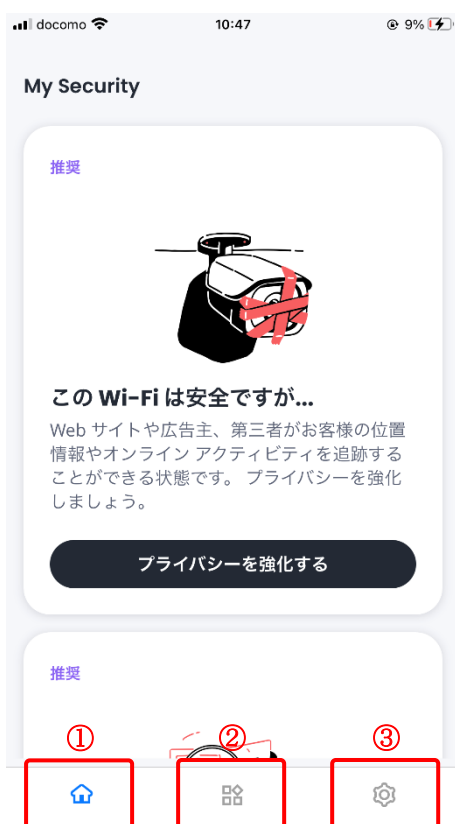 docomo 10:47 9%
My Security
推奨
この Wi-Fi は安全ですが...
Web サイトや広告主、第三者がお客様の位置
情報やオンライン アクティビティを追跡する
ことができる状態です。 プライバシーを強化
しましょう。
プライバシーを強化する
推奨
① ② ③